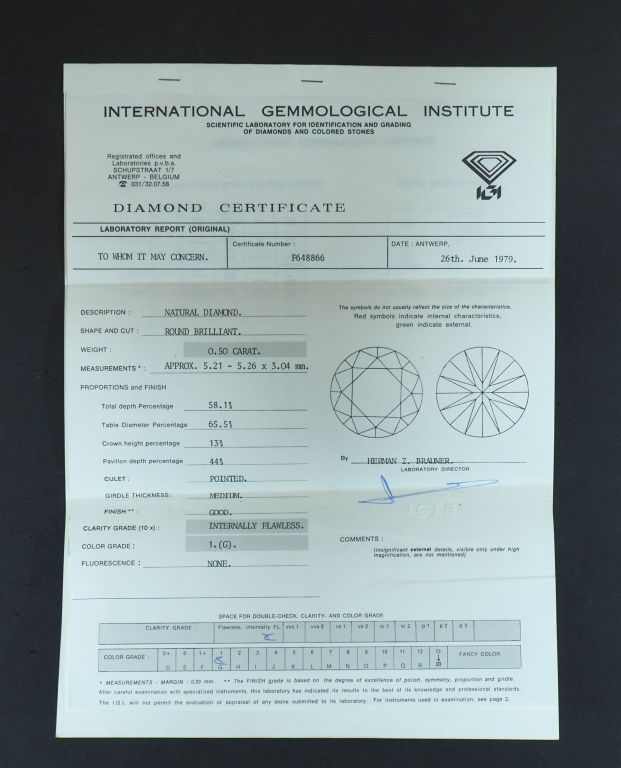 INTERNATIONAL GEMMOLOGICAL INSTITUTE
SCIENTIFIC LABORATORY FOR IDENTIFICATION AND GRADING
OF DIAMONDS AND COLORED STONES
Registered offices and
Laboratories p.v.b.a.
SCHUPSTRAAT 1/7
ANTWERP - BELGIUM
☎ 031/32.07.58
IGI
DIAMOND CERTIFICATE
LABORATORY REPORT (ORIGINAL)
TO WHOM IT MAY CONCERN.
Certificate Number :
F648866
DATE : ANTWERP,
26th. June 1979.
DESCRIPTION : NATURAL DIAMOND.
SHAPE AND CUT : ROUND BRILLIANT.
WEIGHT : 0.50 CARAT.
MEASUREMENTS * : APPROX. 5.21 - 5.26 x 3.04 mm.
PROPORTIONS and FINISH
Total depth Percentage 58.1%
Table Diameter Percentage 65.5%
Crown height percentage 13%
Pavilion depth percentage 44%
CULET : POINTED.
GIRDLE THICKNESS : MEDIUM.
FINISH ** : GOOD.
CLARITY GRADE (10 x) : INTERNALLY FLAWLESS.
COLOR GRADE : 1.(G).
FLUORESCENCE : NONE.
The symbols do not usually reflect the size of the characteristics.
Red symbols indicate internal characteristics,
green indicate external.
By HERMAN Z. BRAUNER.
LABORATORY DIRECTOR
IGI
COMMENTS :
(insignificant external details, visible only under high
magnification, are not mentioned)
SPACE FOR DOUBLE-CHECK, CLARITY- AND COLOR GRADE
CLARITY GRADE : Flawless, internally FL. vvs 1 vvs 2 vs 1 vs 2 si 1 si 2 p 1 p 2 p 3
COLOR GRADE : 0+ 0 1+ 1 2 3 4 5 6 7 8 9 10 11 12 13 FANCY COLOR
D E F G H I J K L M N O P Q R 20
* MEASUREMENTS - MARGIN : 0,03 mm. ** The FINISH grade is based on the degree of excellence of polish, symmetry, proportion and girdle.
After careful examination with specialized instruments, this laboratory has indicated its results to the best of its knowledge and professional standards.
The I.G.I. will not permit the evaluation or appraisal of any stone submitted to its laboratory. For instruments used in examination, see page 2.